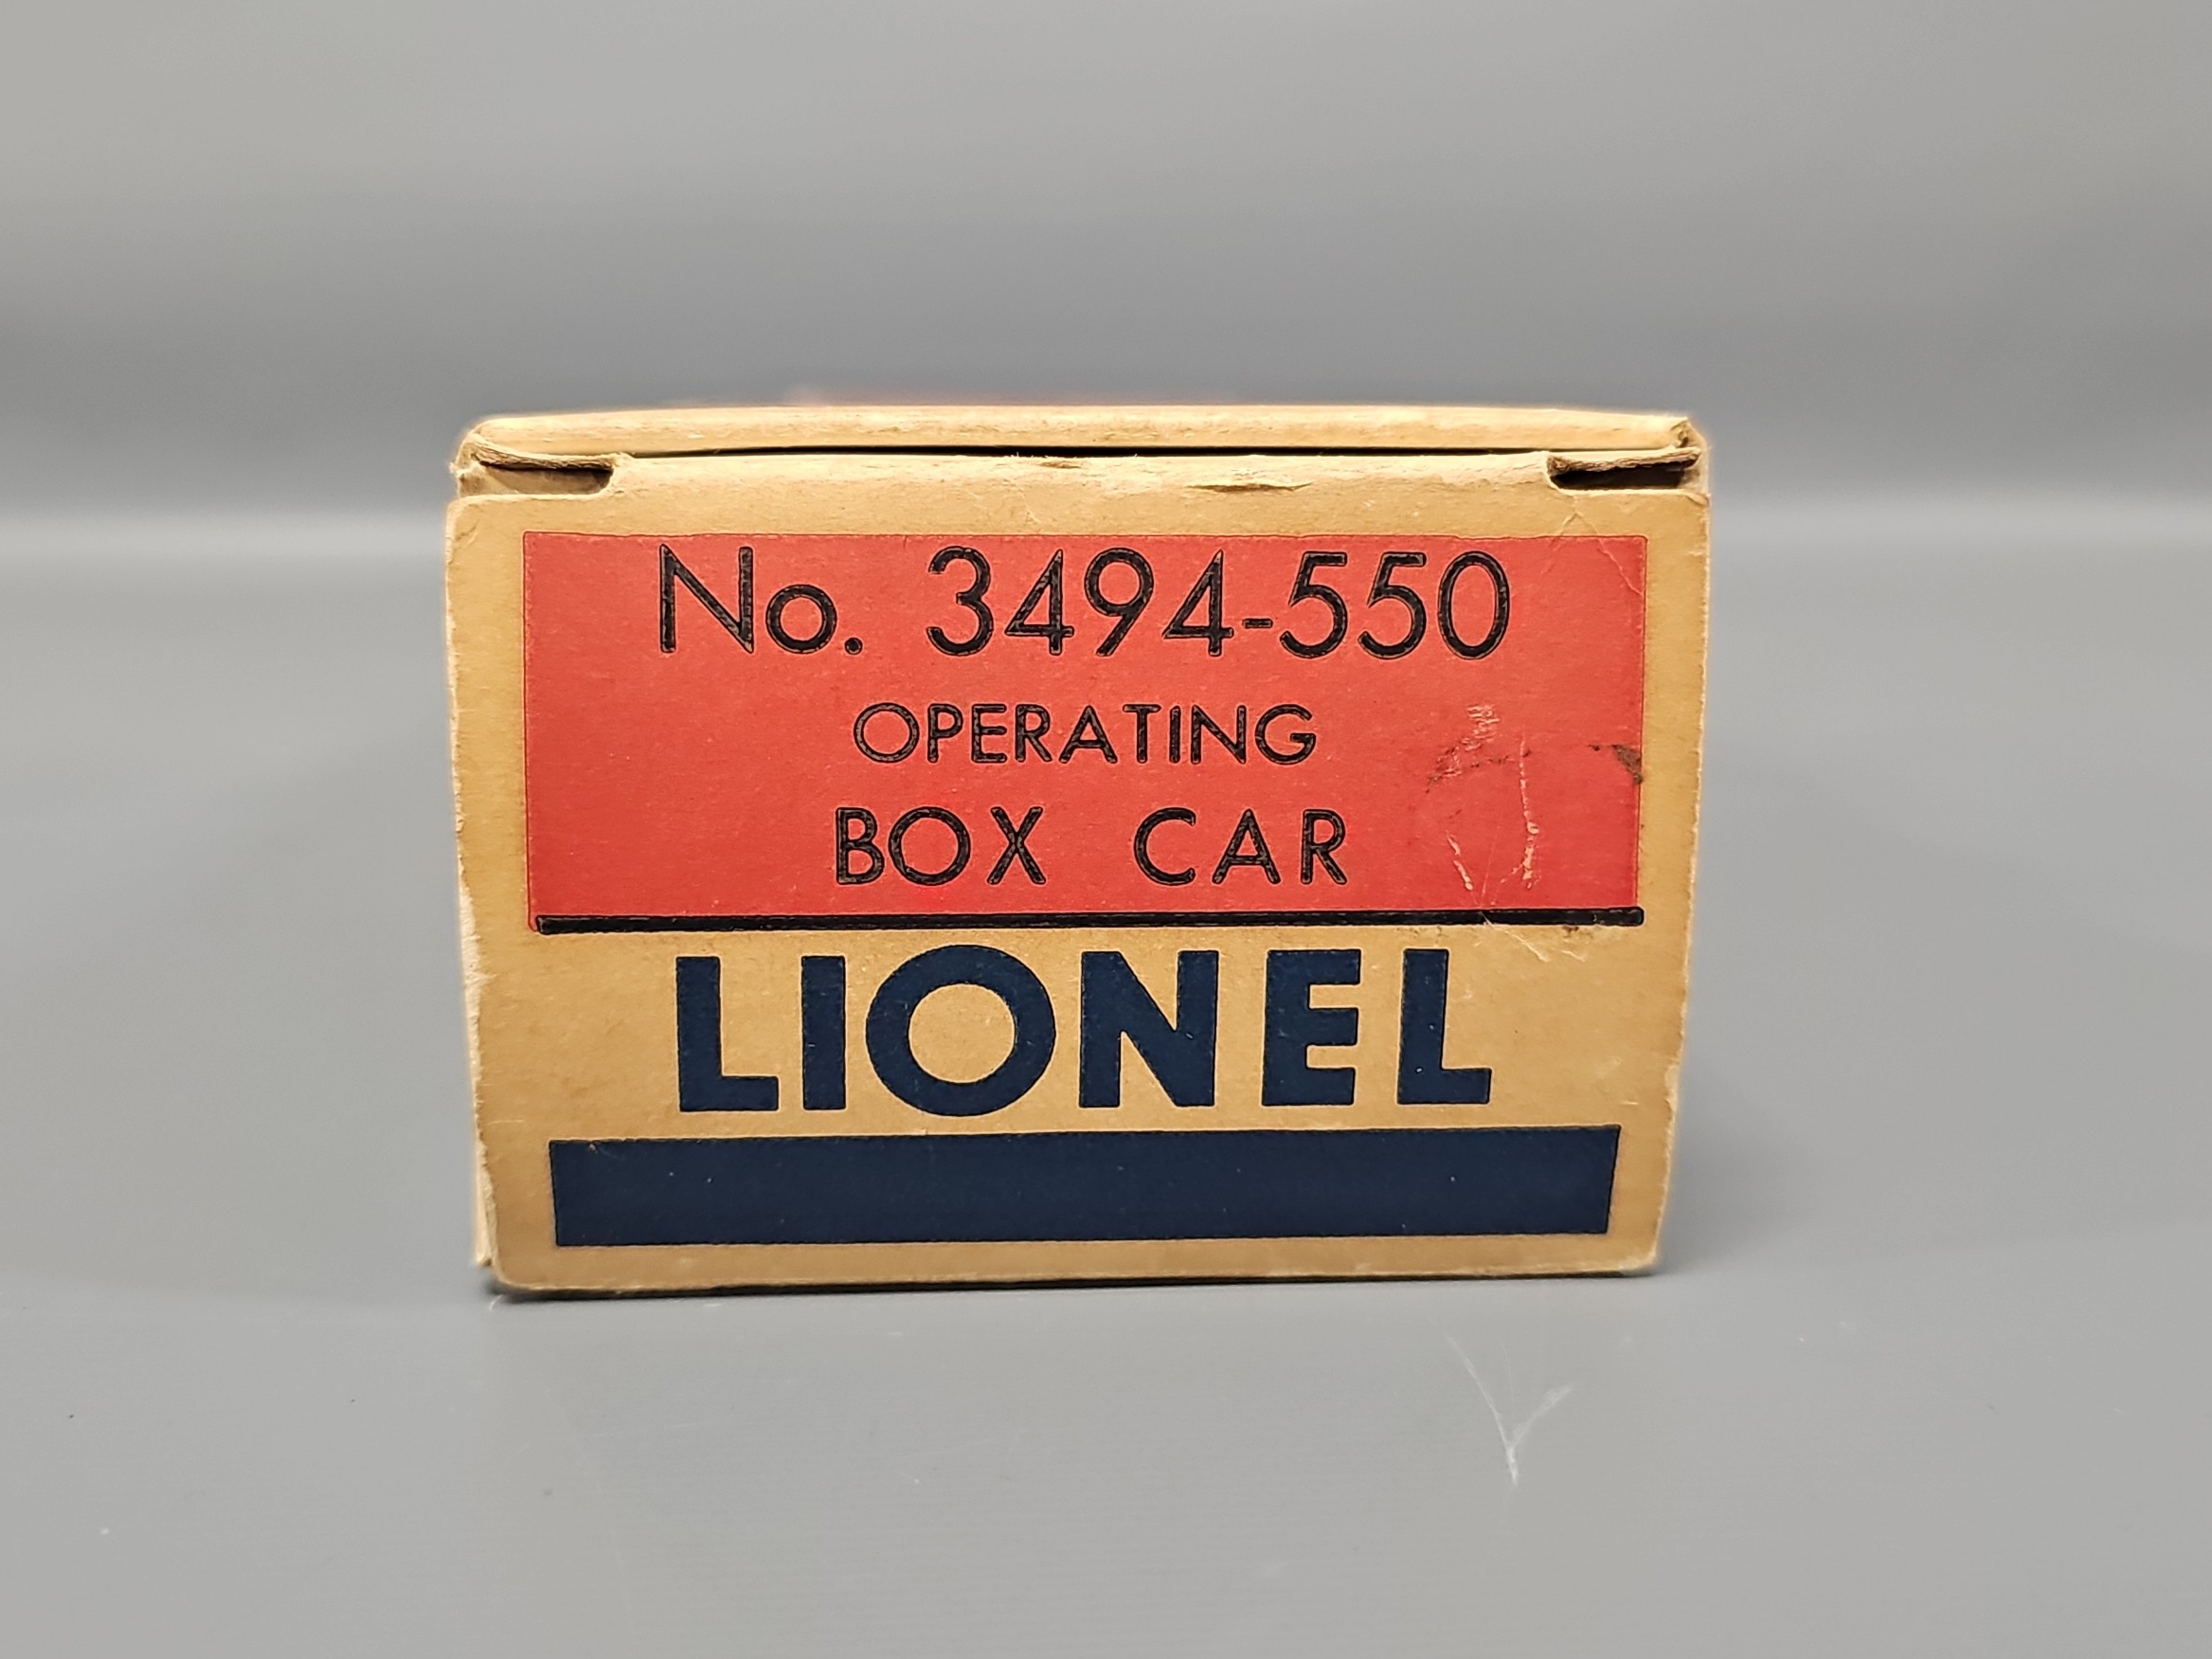 No. 3494-550
OPERATING
BOX CAR
LIONEL